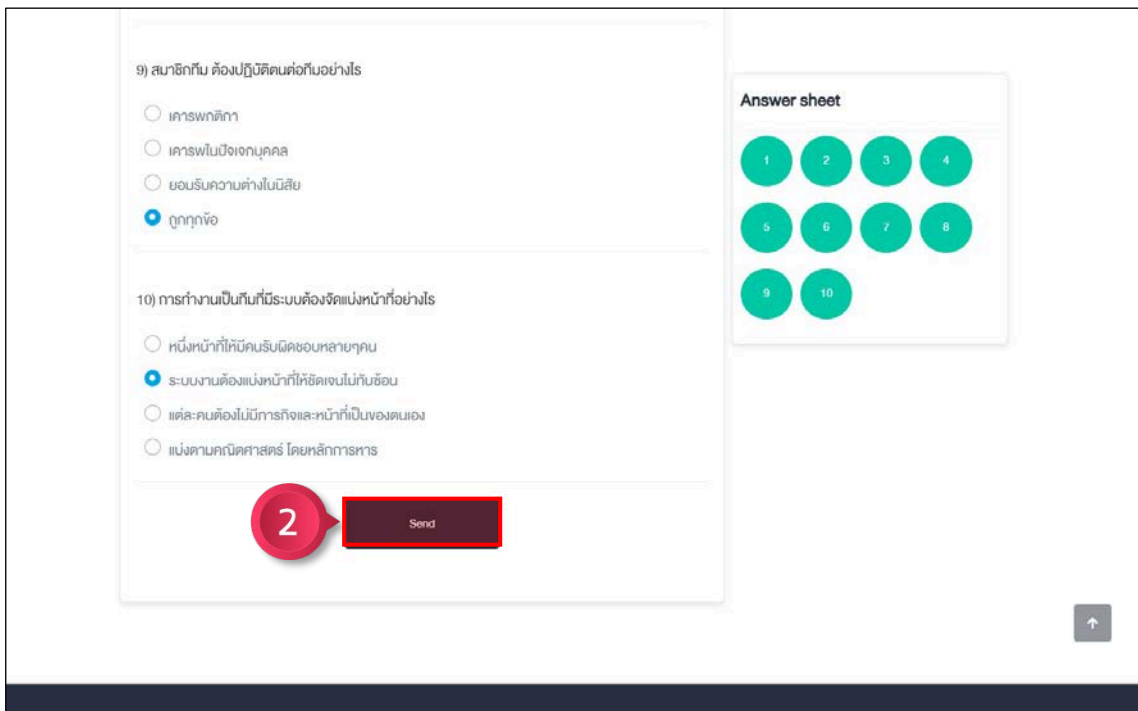 9) สมาชิกทีม ต้องปฏิบัติตนต่อทีมอย่างไร
เคารพกติกา
เคารพในปัจเจกบุคคล
ยอมรับความต่างในนิสัย
ถูกทุกข้อ
10) การทำงานเป็นทีมที่มีระบบต้องจัดแบ่งหน้าที่อย่างไร
หนึ่งหน้าที่ให้มีคนรับผิดชอบหลายๆคน
ระบบงานต้องแบ่งหน้าที่ให้ชัดเจนไม่ทับซ้อน
แต่ละคนต้องไม่มีภารกิจและหน้าที่เป็นของตนเอง
แบ่งตามคณิตศาสตร์ โดยหลักการหาร
2 Send
Answer sheet
1 2 3 4
5 6 7 8
9 10